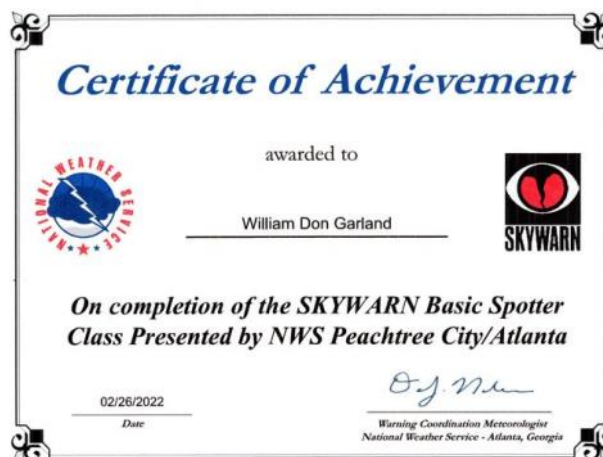 Certificate of Achievement
awarded to
NATIONAL WEATHER SERVICE
William Don Garland
SKYWARN
On completion of the SKYWARN Basic Spotter
Class Presented by NWS Peachtree City/Atlanta
02/26/2022
Date
Warning Coordination Meteorologist
National Weather Service - Atlanta, Georgia